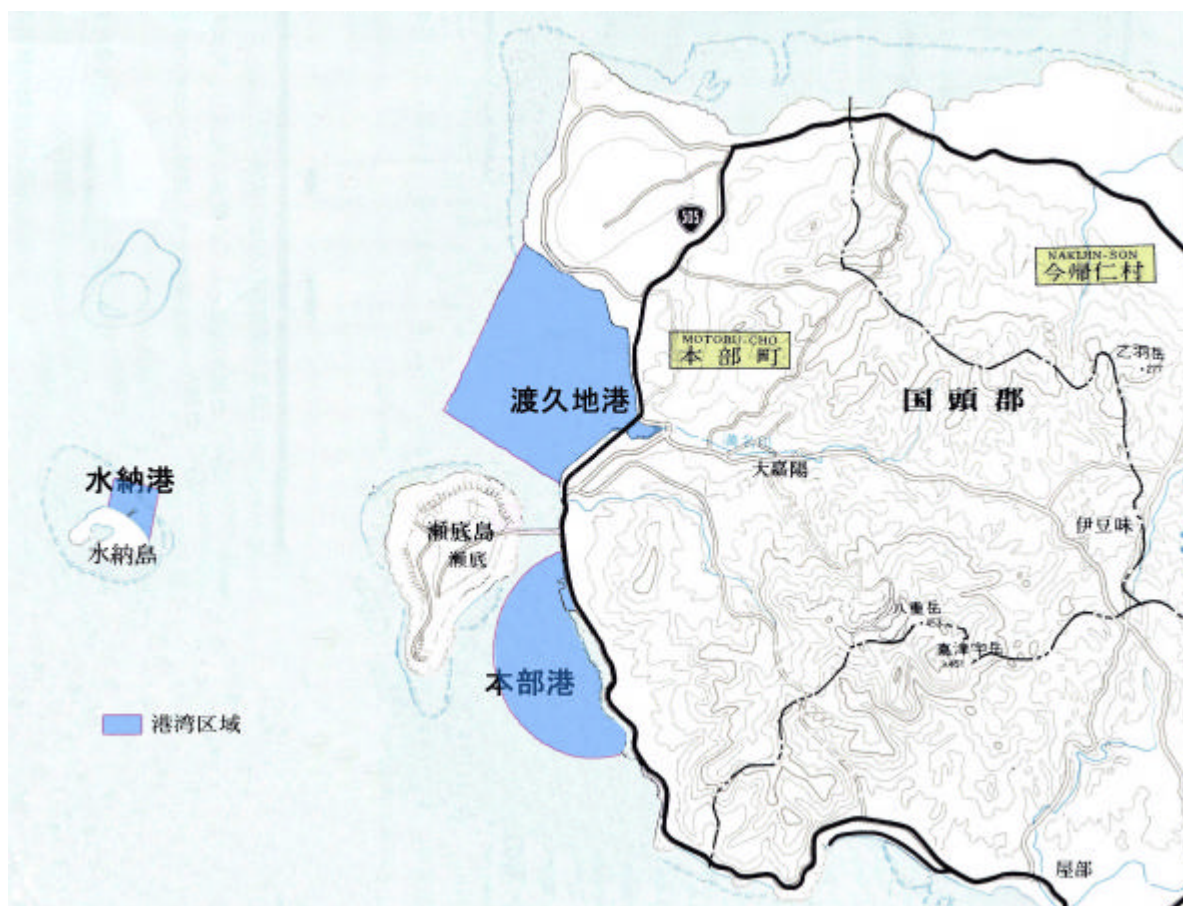 505
NAKIJIN-SON
今帰仁村
MOTOBU-CHO
本部町
乙羽岳
国頭郡
渡久地港
大嘉陽
水納港
水納島
瀬底島
瀬底
伊豆味
八重岳
嘉津宇岳
本部港
港湾区域
屋部